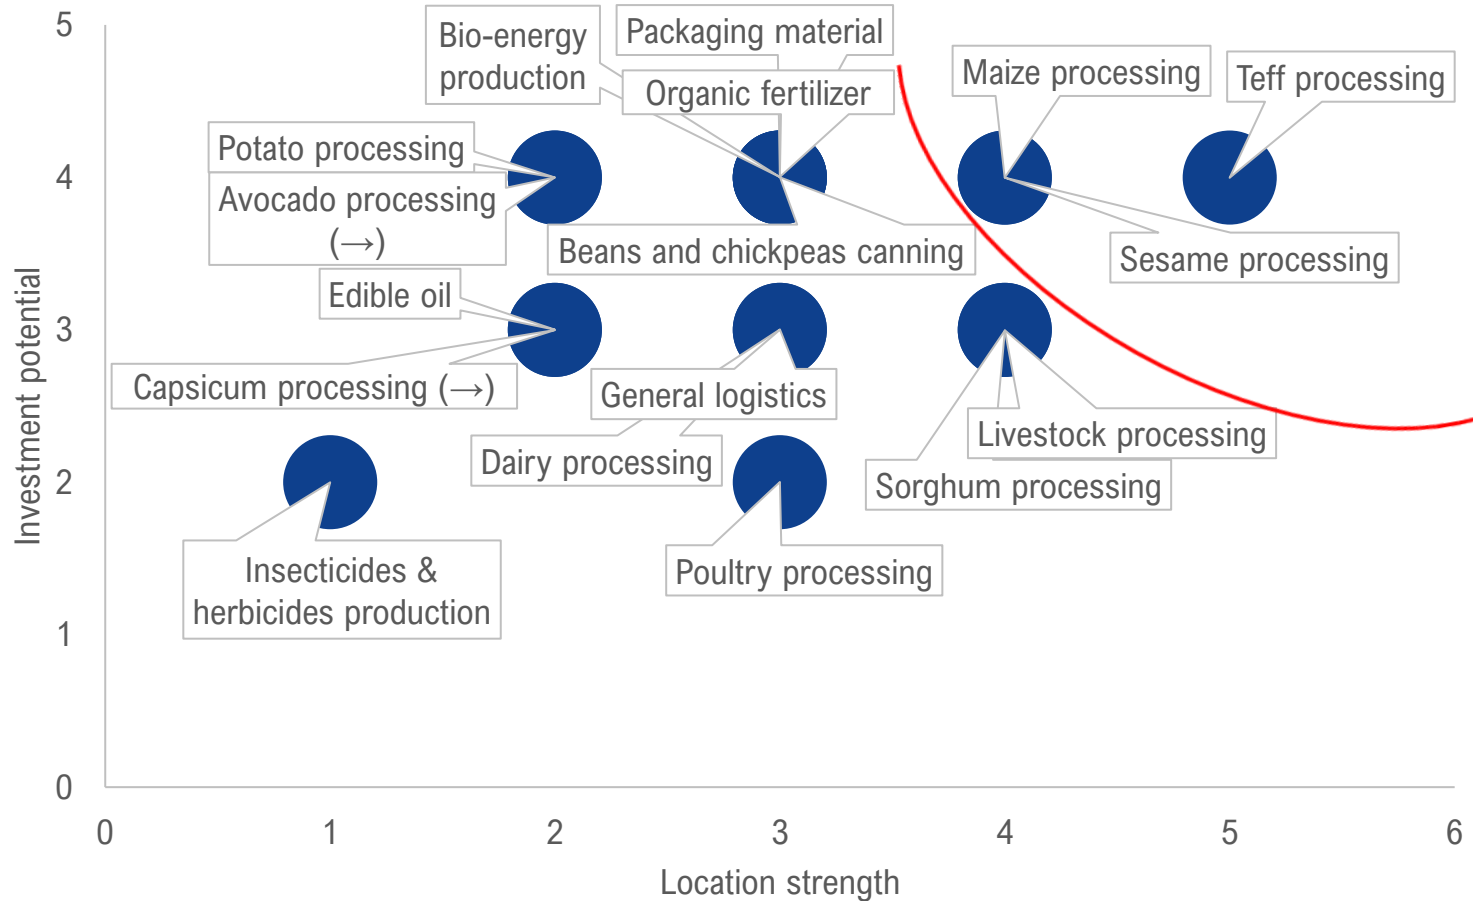 5
Bio-energy
production
Packaging material
Organic fertilizer
Maize processing
Teff processing
Potato processing
4
Avocado processing
(→)
Beans and chickpeas canning
Sesame processing
Edible oil
3
Capsicum processing (→)
General logistics
Livestock processing
Dairy processing
Sorghum processing
2
Insecticides &
herbicides production
Poultry processing
1
0
Investment potential
0 1 2 3 4 5 6
Location strength